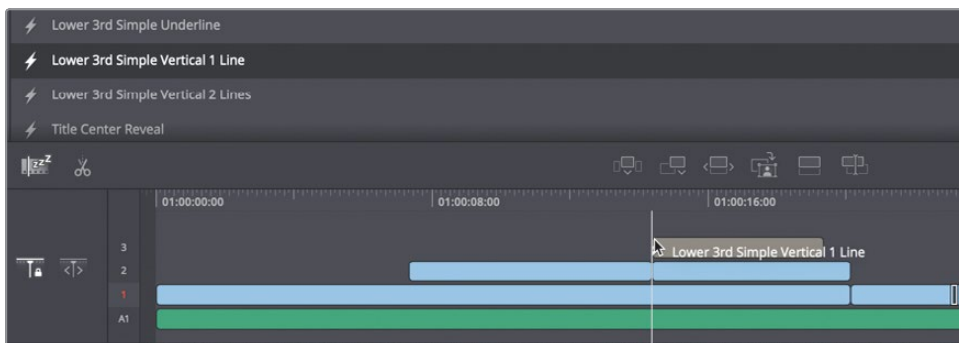 Lower 3rd Simple Underline
Lower 3rd Simple Vertical 1 Line
Lower 3rd Simple Vertical 2 Lines
Title Center Reveal
zzz
01:00:00:00 01:00:08:00 01:00:16:00
3
Lower 3rd Simple Vertical 1 Line
2
1
A1